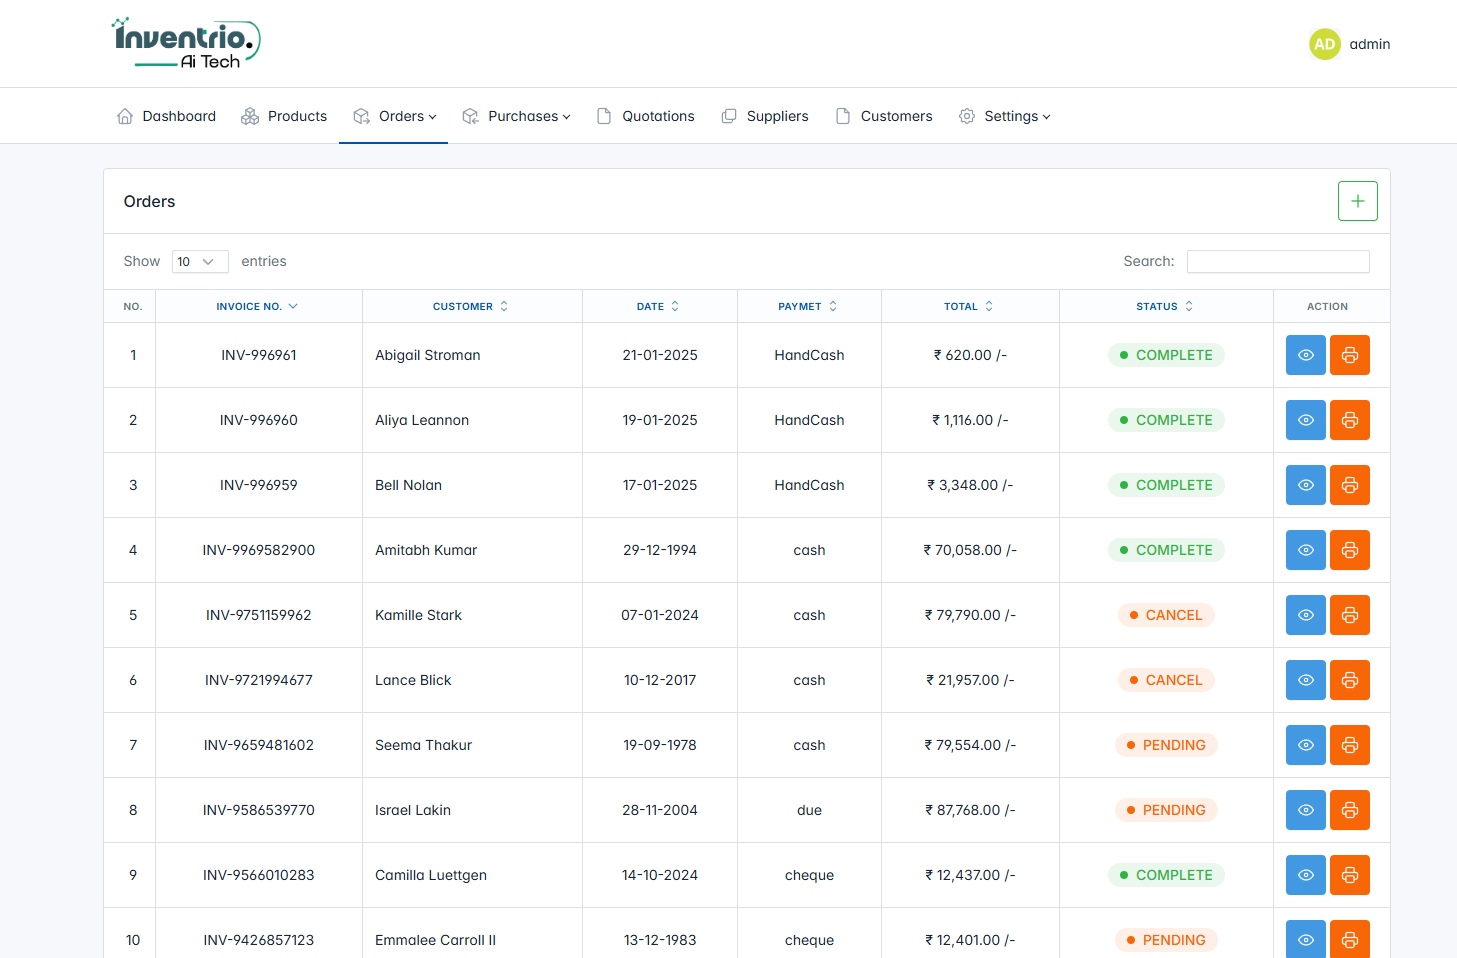 Inventrio.
Ai Tech
AD admin
Dashboard Products Orders Purchases Quotations Suppliers Customers Settings
Orders
Show 10 entries Search:
NO. INVOICE NO. CUSTOMER DATE PAYMET TOTAL STATUS ACTION
1 INV-996961 Abigail Stroman 21-01-2025 HandCash ₹ 620.00 /- COMPLETE
2 INV-996960 Aliya Leannon 19-01-2025 HandCash ₹ 1,116.00 /- COMPLETE
3 INV-996959 Bell Nolan 17-01-2025 HandCash ₹ 3,348.00 /- COMPLETE
4 INV-9969582900 Amitabh Kumar 29-12-1994 cash ₹ 70,058.00 /- COMPLETE
5 INV-9751159962 Kamille Stark 07-01-2024 cash ₹ 79,790.00 /- CANCEL
6 INV-9721994677 Lance Blick 10-12-2017 cash ₹ 21,957.00 /- CANCEL
7 INV-9659481602 Seema Thakur 19-09-1978 cash ₹ 79,554.00 /- PENDING
8 INV-9586539770 Israel Lakin 28-11-2004 due ₹ 87,768.00 /- PENDING
9 INV-9566010283 Camilla Luettgen 14-10-2024 cheque ₹ 12,437.00 /- COMPLETE
10 INV-9426857123 Emmalee Carroll II 13-12-1983 cheque ₹ 12,401.00 /- PENDING